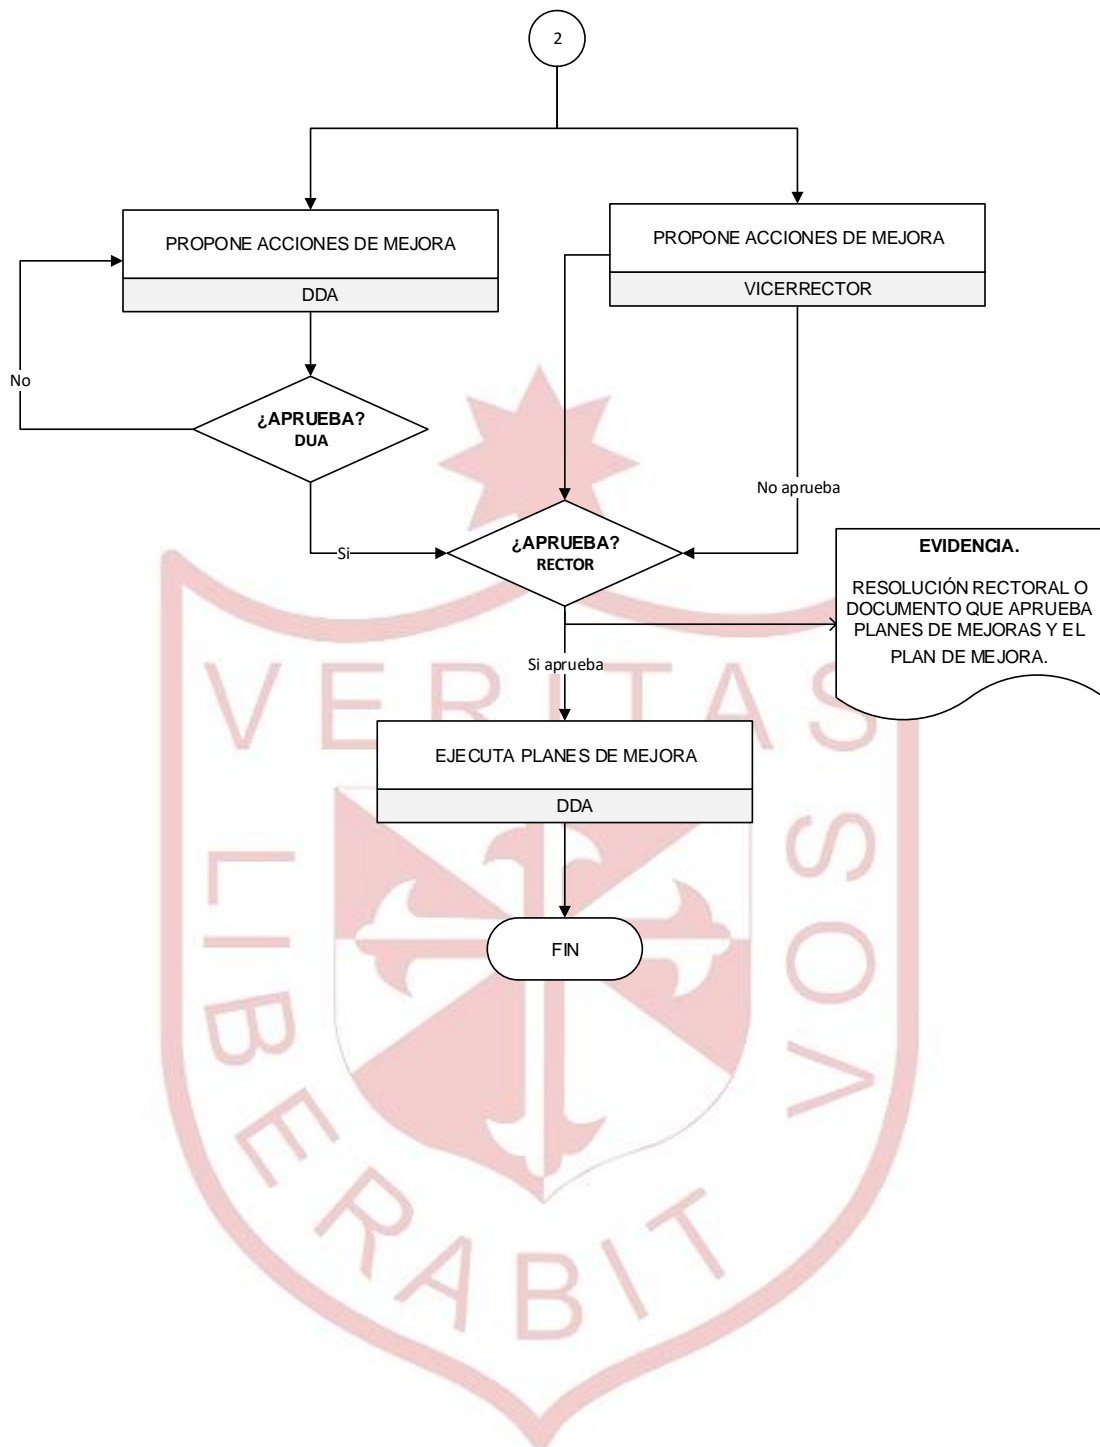 2
PROPONE ACCIONES DE MEJORA
DDA
PROPONE ACCIONES DE MEJORA
VICERRECTOR
No
¿APRUEBA?
DUA
Si
No aprueba
¿APRUEBA?
RECTOR
EVIDENCIA.
RESOLUCIÓN RECTORAL O
DOCUMENTO QUE APRUEBA
PLANES DE MEJORAS Y EL
PLAN DE MEJORA.
Si aprueba
EJECUTA PLANES DE MEJORA
DDA
FIN
VERITAS
LIBERABIT
VOS